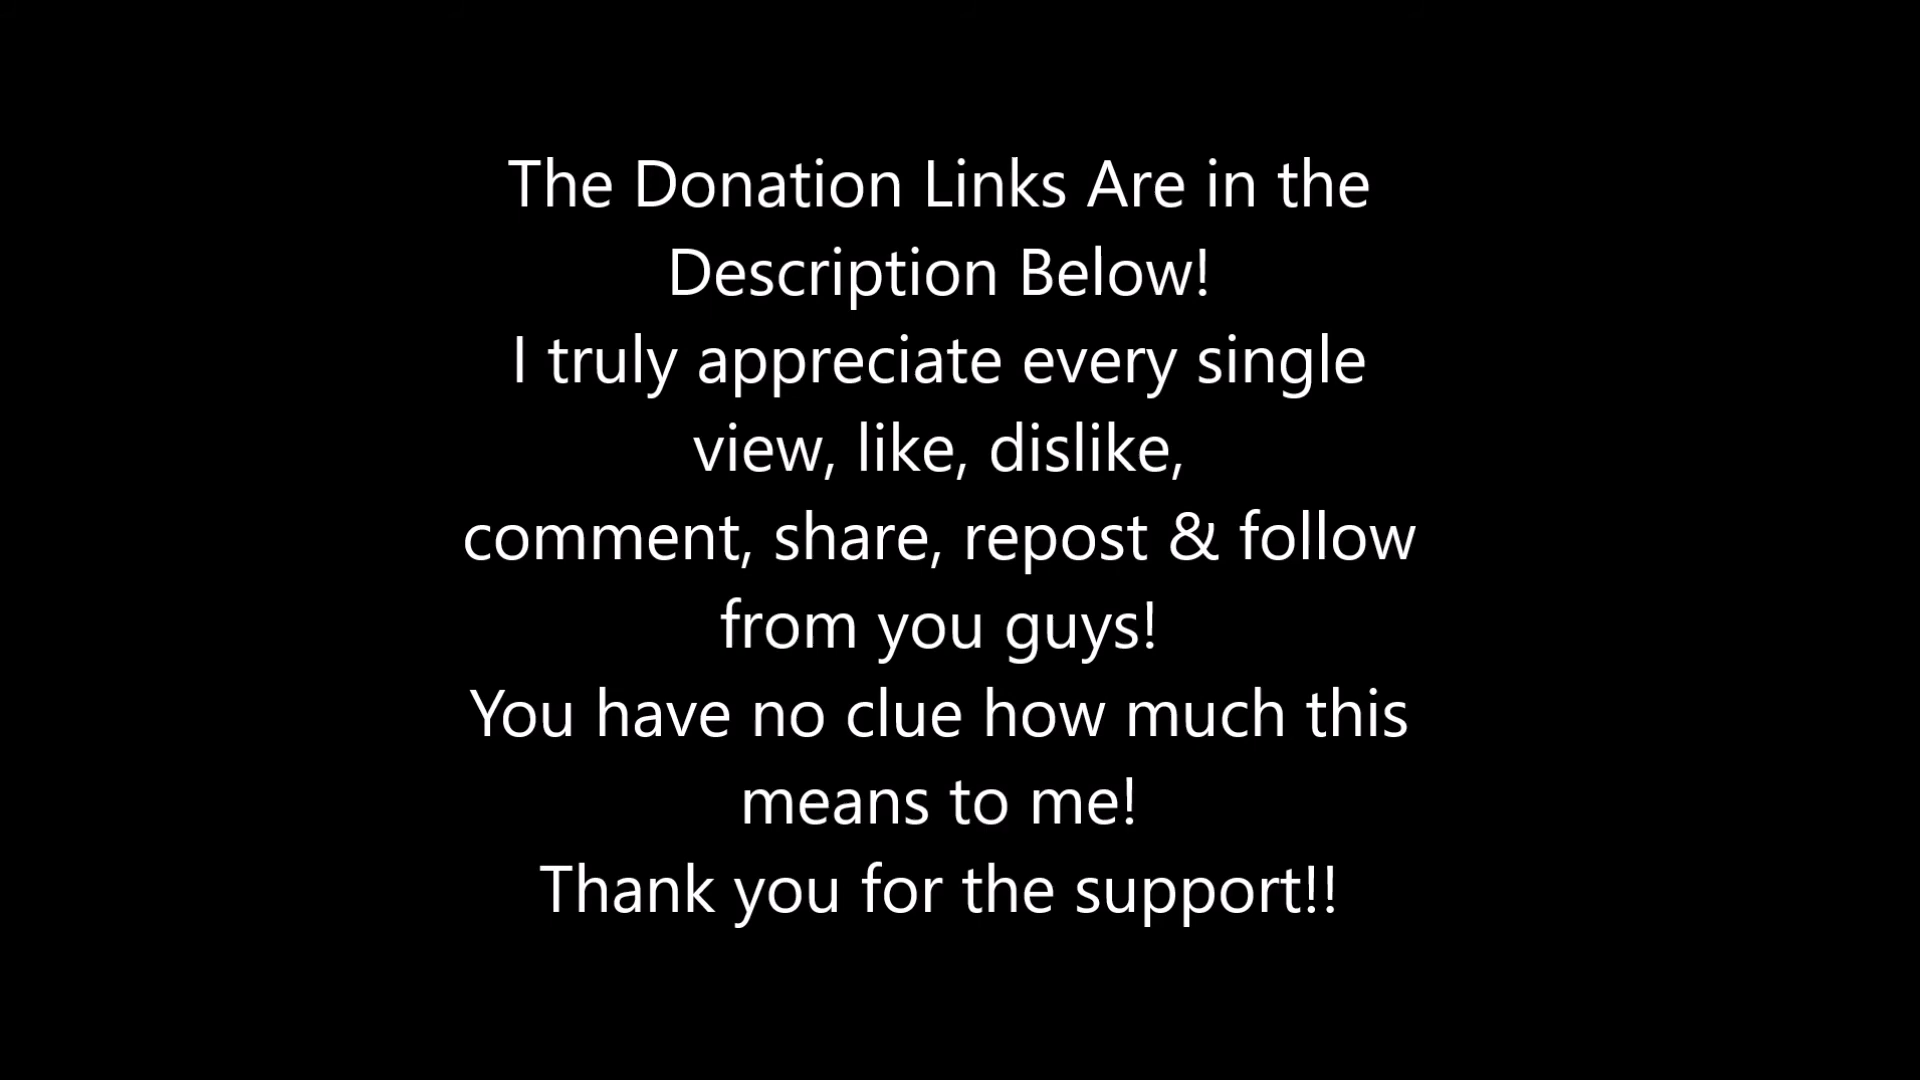 The Donation Links Are in the
Description Below!
I truly appreciate every single
view, like, dislike,
comment, share, repost & follow
from you guys!
You have no clue how much this
means to me!
Thank you for the support!!